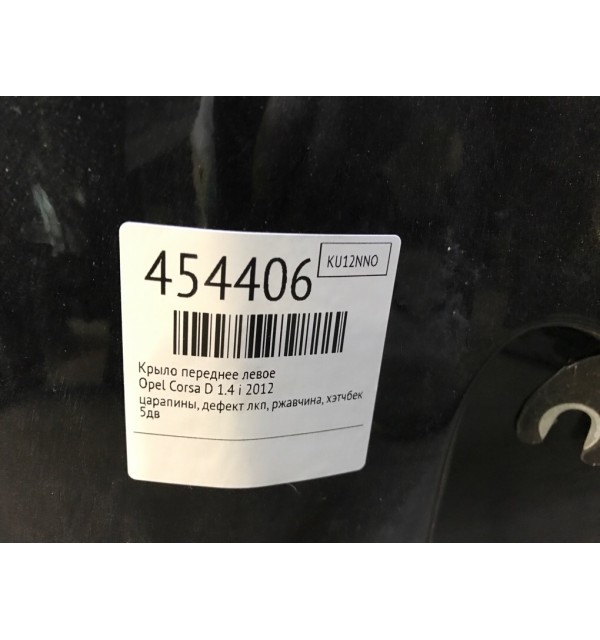 454406
KU12NNO
Крыло переднее левое
Opel Corsa D 1.4 i 2012
царапины, дефект лкп, ржавчина, хэтчбек
5дв